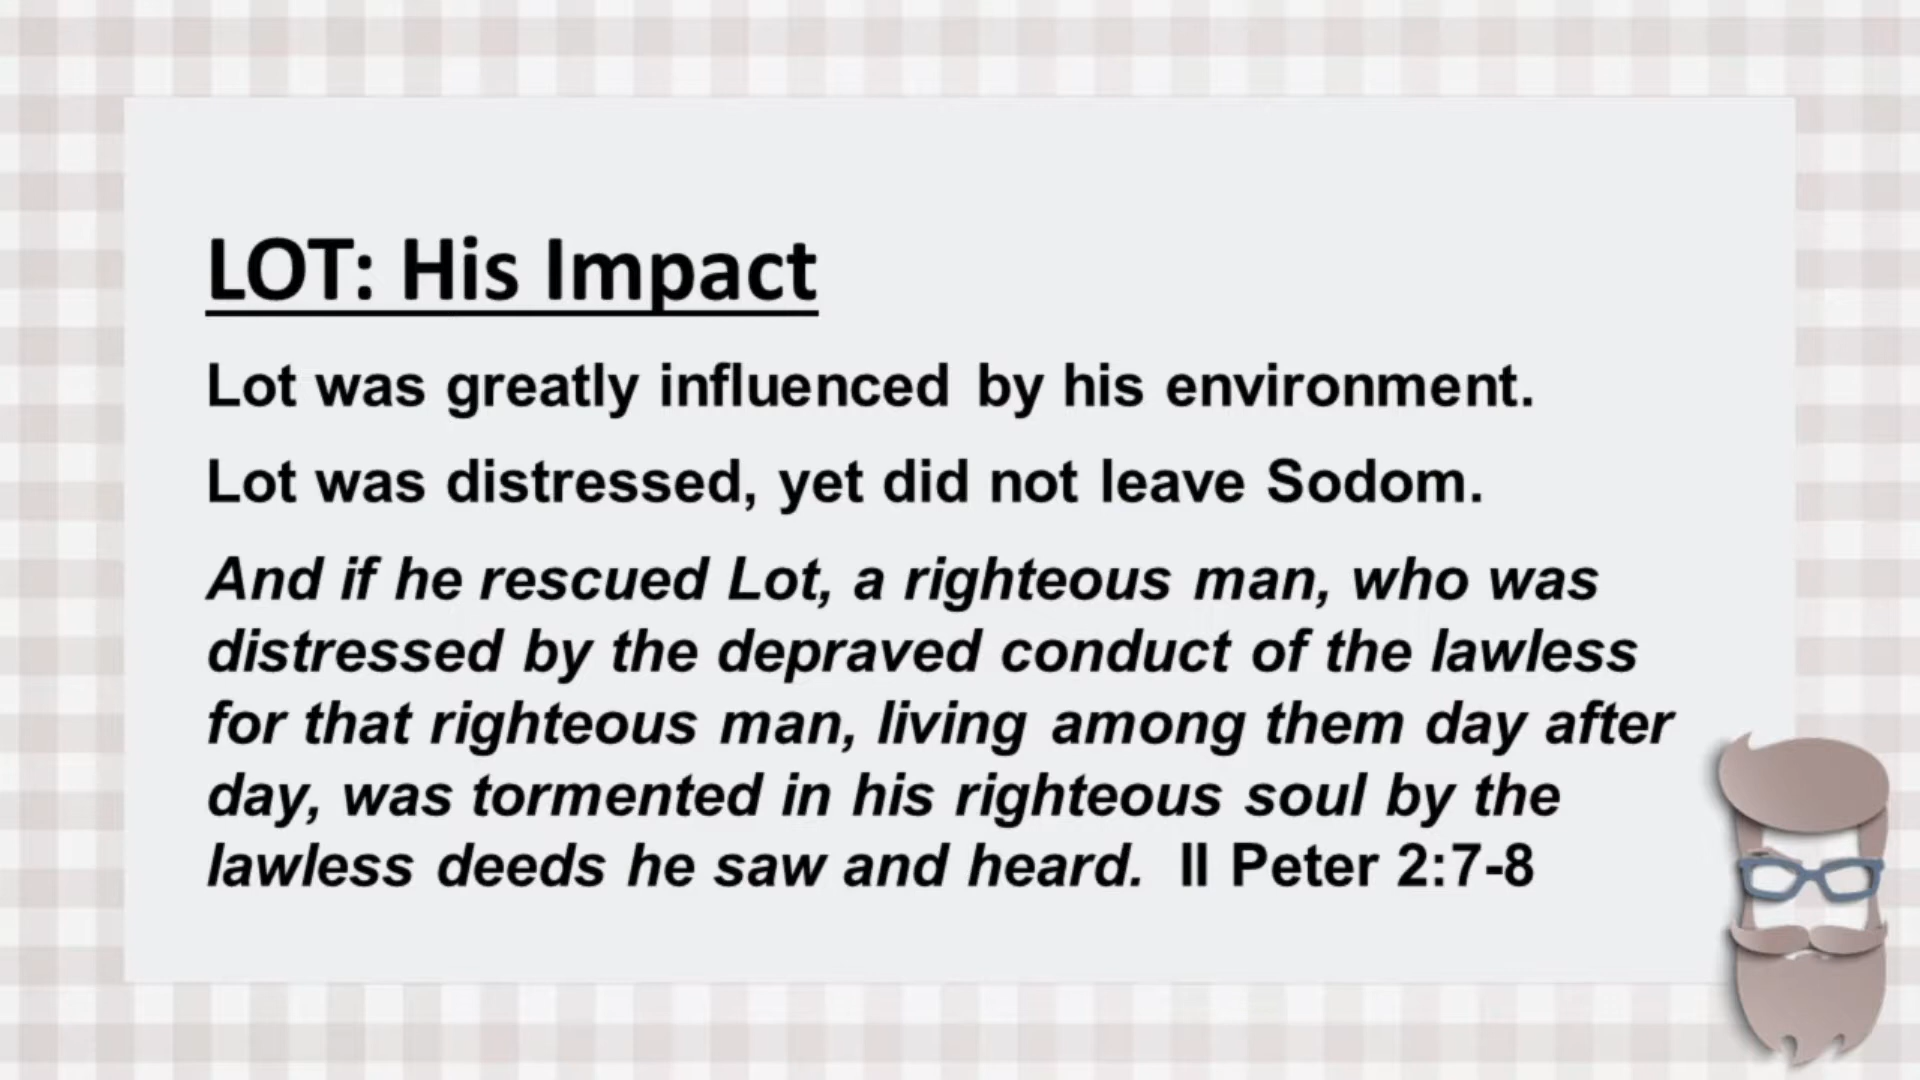 LOT: His Impact
Lot was greatly influenced by his environment.
Lot was distressed, yet did not leave Sodom.
And if he rescued Lot, a righteous man, who was
distressed by the depraved conduct of the lawless
for that righteous man, living among them day after
day, was tormented in his righteous soul by the
lawless deeds he saw and heard. II Peter 2:7-8